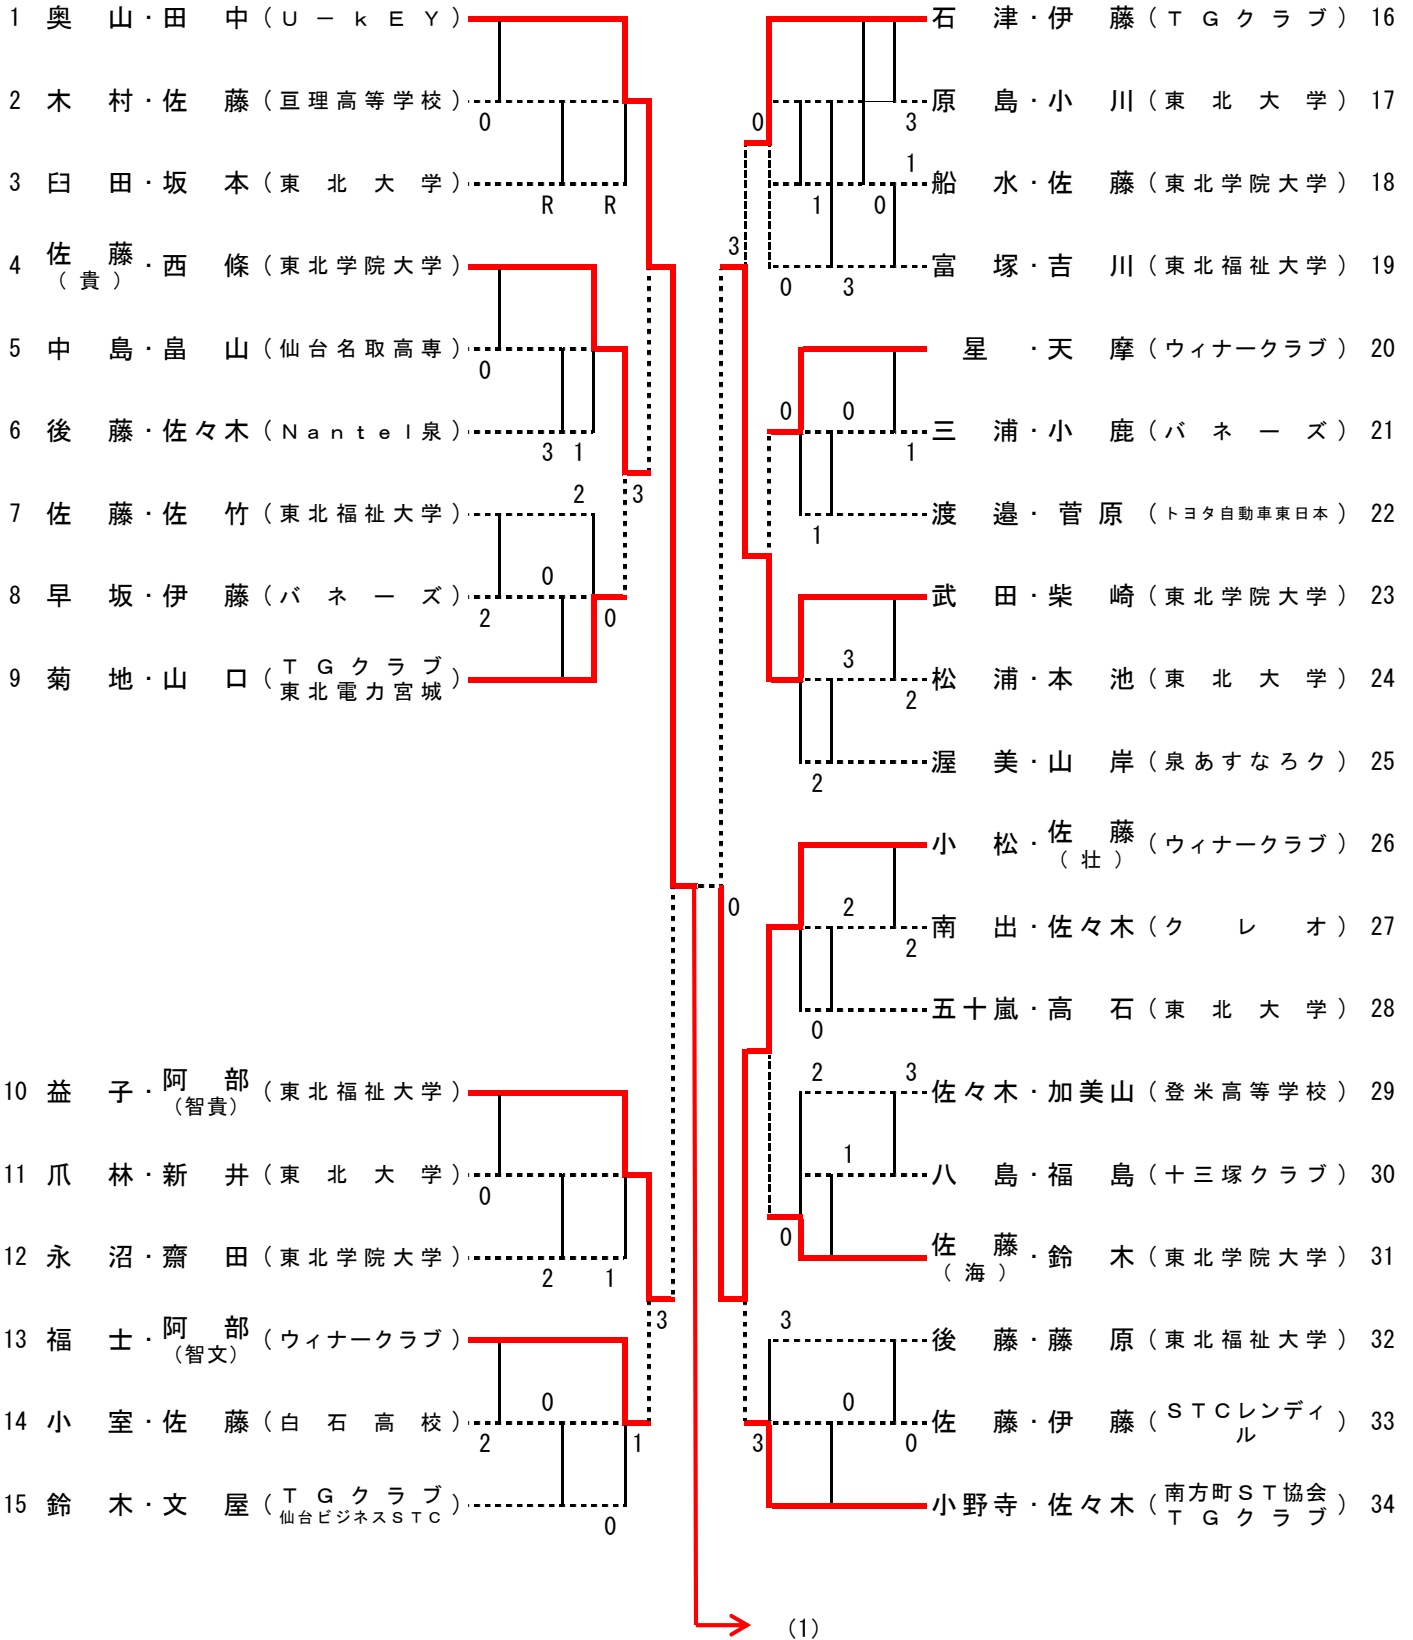 1 奥山・田中（U－kEY）
2 木村・佐藤（亘理高等学校）
0
3 臼田・坂本（東北大学）
R R
4 佐藤（貴）・西條（東北学院大学）
5 中島・畠山（仙台名取高専）
0
6 後藤・佐々木（Nantel泉）
3 1
2 3
7 佐藤・佐竹（東北福祉大学）
0
8 早坂・伊藤（バネーズ）
2 0
9 菊地・山口（TGクラブ 東北電力宮城）
10 益子・阿部（智貴）（東北福祉大学）
11 爪林・新井（東北大学）
0
12 永沼・齋田（東北学院大学）
2 1
3
13 福士・阿部（智文）（ウィナークラブ）
0
14 小室・佐藤（白石高校）
2 1
15 鈴木・文屋（TGクラブ 仙台ビジネスSTC）
0
石津・伊藤（TGクラブ） 16
原島・小川（東北大学） 17
0 3
1
船水・佐藤（東北学院大学） 18
1 0
3
富塚・吉川（東北福祉大学） 19
0 3
星・天摩（ウィナークラブ） 20
0 0
三浦・小鹿（バネーズ） 21
1
渡邉・菅原（トヨタ自動車東日本） 22
1
武田・柴崎（東北学院大学） 23
3
松浦・本池（東北大学） 24
2
渥美・山岸（泉あすなろク） 25
2
小松・佐藤（壮）（ウィナークラブ） 26
0 2
南出・佐々木（クレオ） 27
2
五十嵐・高石（東北大学） 28
0
2 3
佐々木・加美山（登米高等学校） 29
1
八島・福島（十三塚クラブ） 30
0
佐藤（海）・鈴木（東北学院大学） 31
3
後藤・藤原（東北福祉大学） 32
0
佐藤・伊藤（STCレンディル） 33
3 0
小野寺・佐々木（南方町ST協会 TGクラブ） 34
(1)